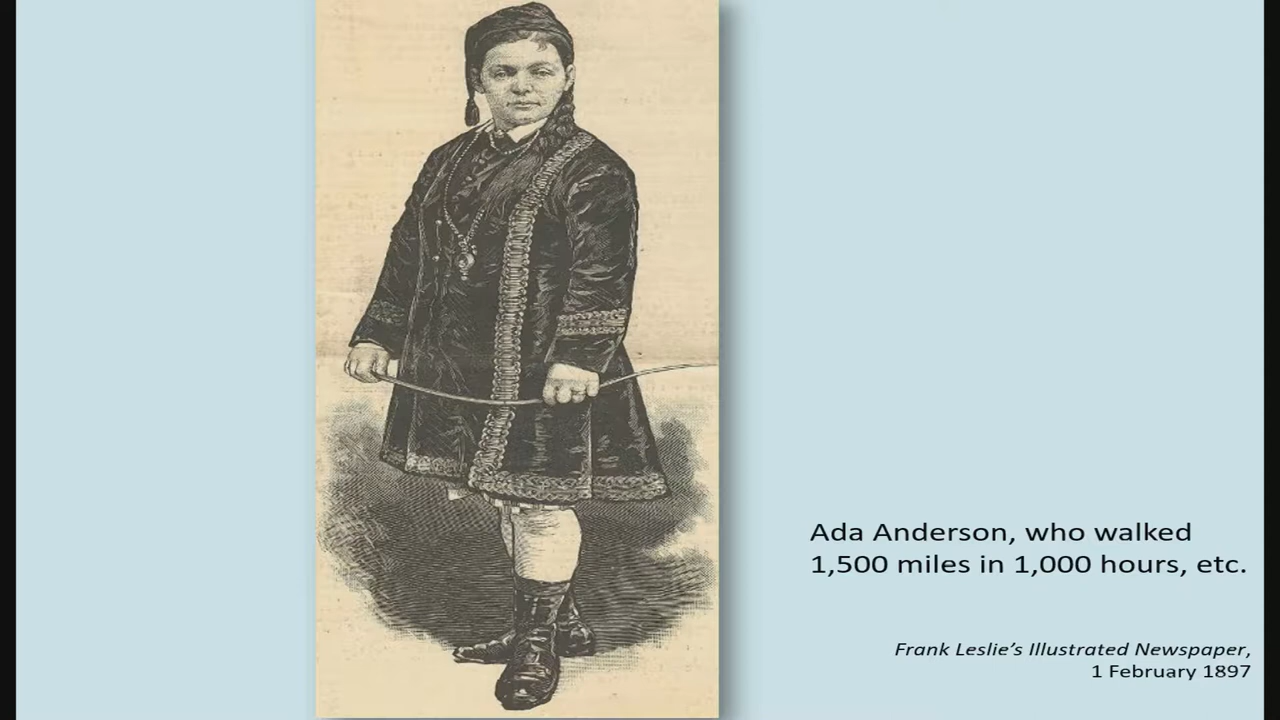 Ada Anderson, who walked
1,500 miles in 1,000 hours, etc.
Frank Leslie’s Illustrated Newspaper,
1 February 1897